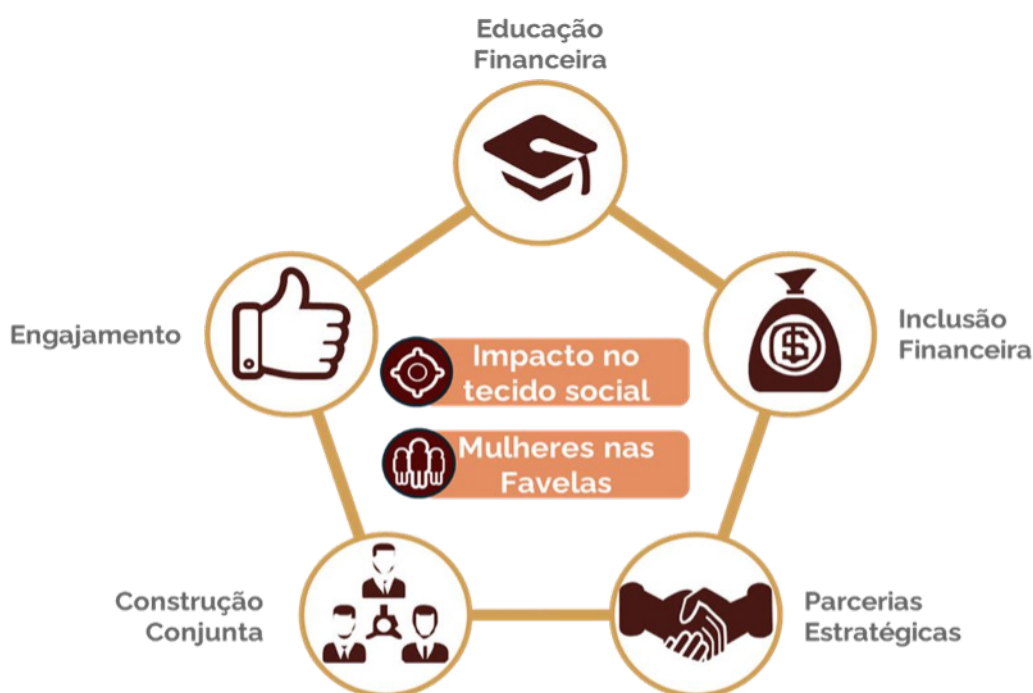 Educação
Financeira
Engajamento
Inclusão
Financeira
Impacto no
tecido social
Mulheres nas
Favelas
Construção
Conjunta
Parcerias
Estratégicas